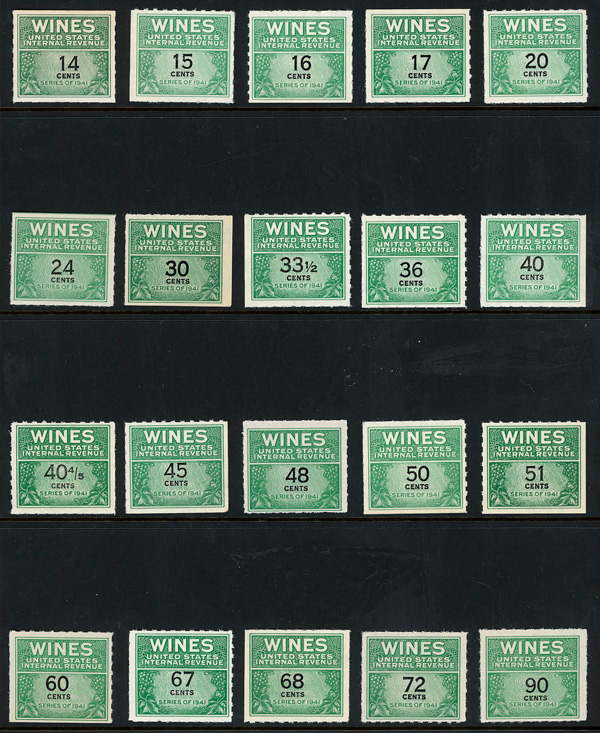 WINES
UNITED STATES
INTERNAL REVENUE
14
CENTS
SERIES OF 1941
WINES
UNITED STATES
INTERNAL REVENUE
15
CENTS
SERIES OF 1941
WINES
UNITED STATES
INTERNAL REVENUE
16
CENTS
SERIES OF 1941
WINES
UNITED STATES
INTERNAL REVENUE
17
CENTS
SERIES OF 1941
WINES
UNITED STATES
INTERNAL REVENUE
20
CENTS
SERIES OF 1941
WINES
UNITED STATES
INTERNAL REVENUE
24
CENTS
SERIES OF 1941
WINES
UNITED STATES
INTERNAL REVENUE
30
CENTS
SERIES OF 1941
WINES
UNITED STATES
INTERNAL REVENUE
33 1/2
CENTS
SERIES OF 1941
WINES
UNITED STATES
INTERNAL REVENUE
36
CENTS
SERIES OF 1941
WINES
UNITED STATES
INTERNAL REVENUE
40
CENTS
SERIES OF 1941
WINES
UNITED STATES
INTERNAL REVENUE
40 4/5
CENTS
SERIES OF 1941
WINES
UNITED STATES
INTERNAL REVENUE
45
CENTS
SERIES OF 1941
WINES
UNITED STATES
INTERNAL REVENUE
48
CENTS
SERIES OF 1941
WINES
UNITED STATES
INTERNAL REVENUE
50
CENTS
SERIES OF 1941
WINES
UNITED STATES
INTERNAL REVENUE
51
CENTS
SERIES OF 1941
WINES
UNITED STATES
INTERNAL REVENUE
60
CENTS
SERIES OF 1941
WINES
UNITED STATES
INTERNAL REVENUE
67
CENTS
SERIES OF 1941
WINES
UNITED STATES
INTERNAL REVENUE
68
CENTS
SERIES OF 1941
WINES
UNITED STATES
INTERNAL REVENUE
72
CENTS
SERIES OF 1941
WINES
UNITED STATES
INTERNAL REVENUE
90
CENTS
SERIES OF 1941